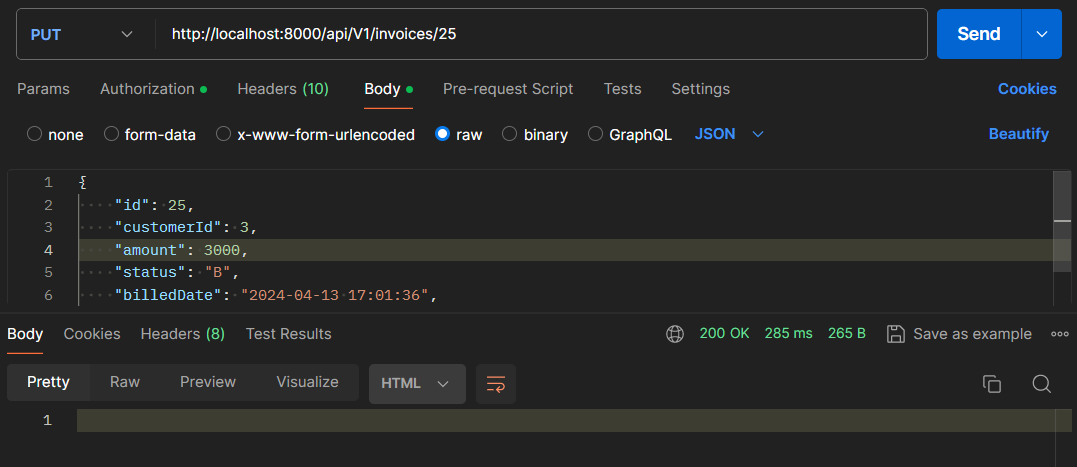 PUT http://localhost:8000/api/V1/invoices/25 Send
Params Authorization Headers (10) Body Pre-request Script Tests Settings Cookies
none form-data x-www-form-urlencoded raw binary GraphQL JSON Beautify
1 {
2 "id": 25,
3 "customerId": 3,
4 "amount": 3000,
5 "status": "B",
6 "billedDate": "2024-04-13 17:01:36",
Body Cookies Headers (8) Test Results 200 OK 285 ms 265 B Save as example
Pretty Raw Preview Visualize HTML
1